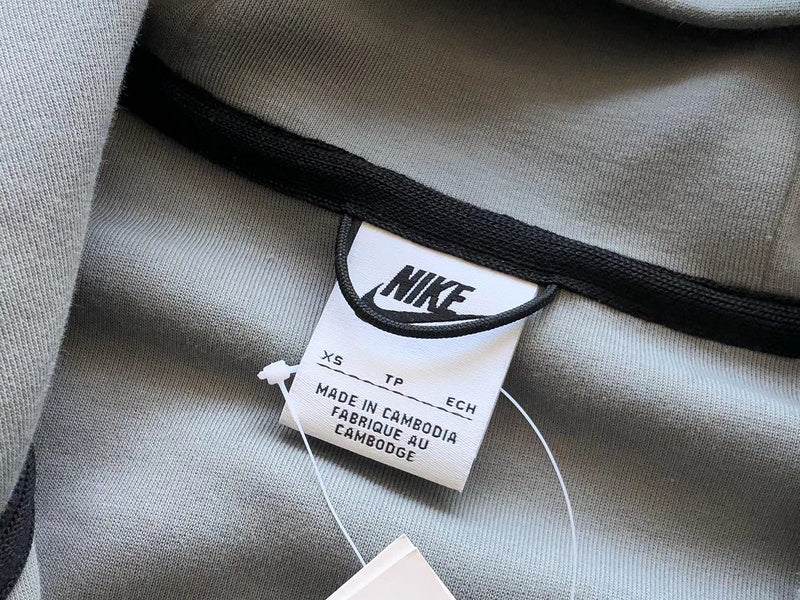 NIKE
XS TP ECH
MADE IN CAMBODIA
FABRIQUE AU
CAMBODGE